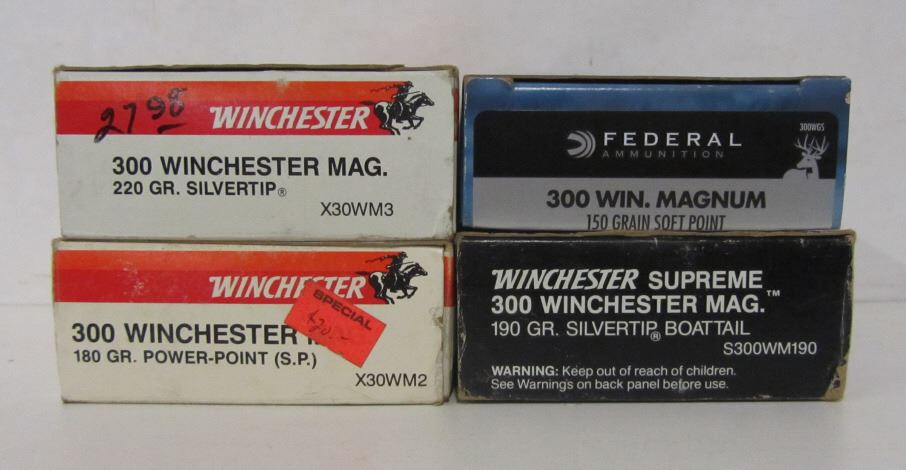 27 98
WINCHESTER
300 WINCHESTER MAG.
220 GR. SILVERTIP®
X30WM3
300WGS
FEDERAL
AMMUNITION
300 WIN. MAGNUM
150 GRAIN SOFT POINT
WINCHESTER
SPECIAL
300 WINCHESTER
180 GR. POWER-POINT (S.P.)
X30WM2
WINCHESTER SUPREME
300 WINCHESTER MAG.™
190 GR. SILVERTIP® BOATTAIL
S300WM190
WARNING: Keep out of reach of children.
See Warnings on back panel before use.